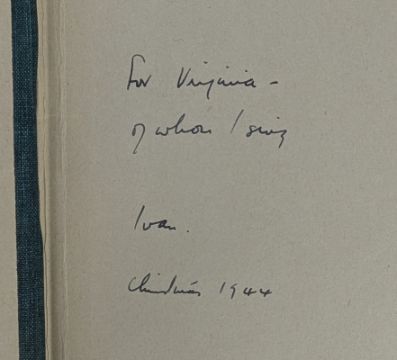 For Virginia -
of whom I sing
Ivan.
Christmas 1944